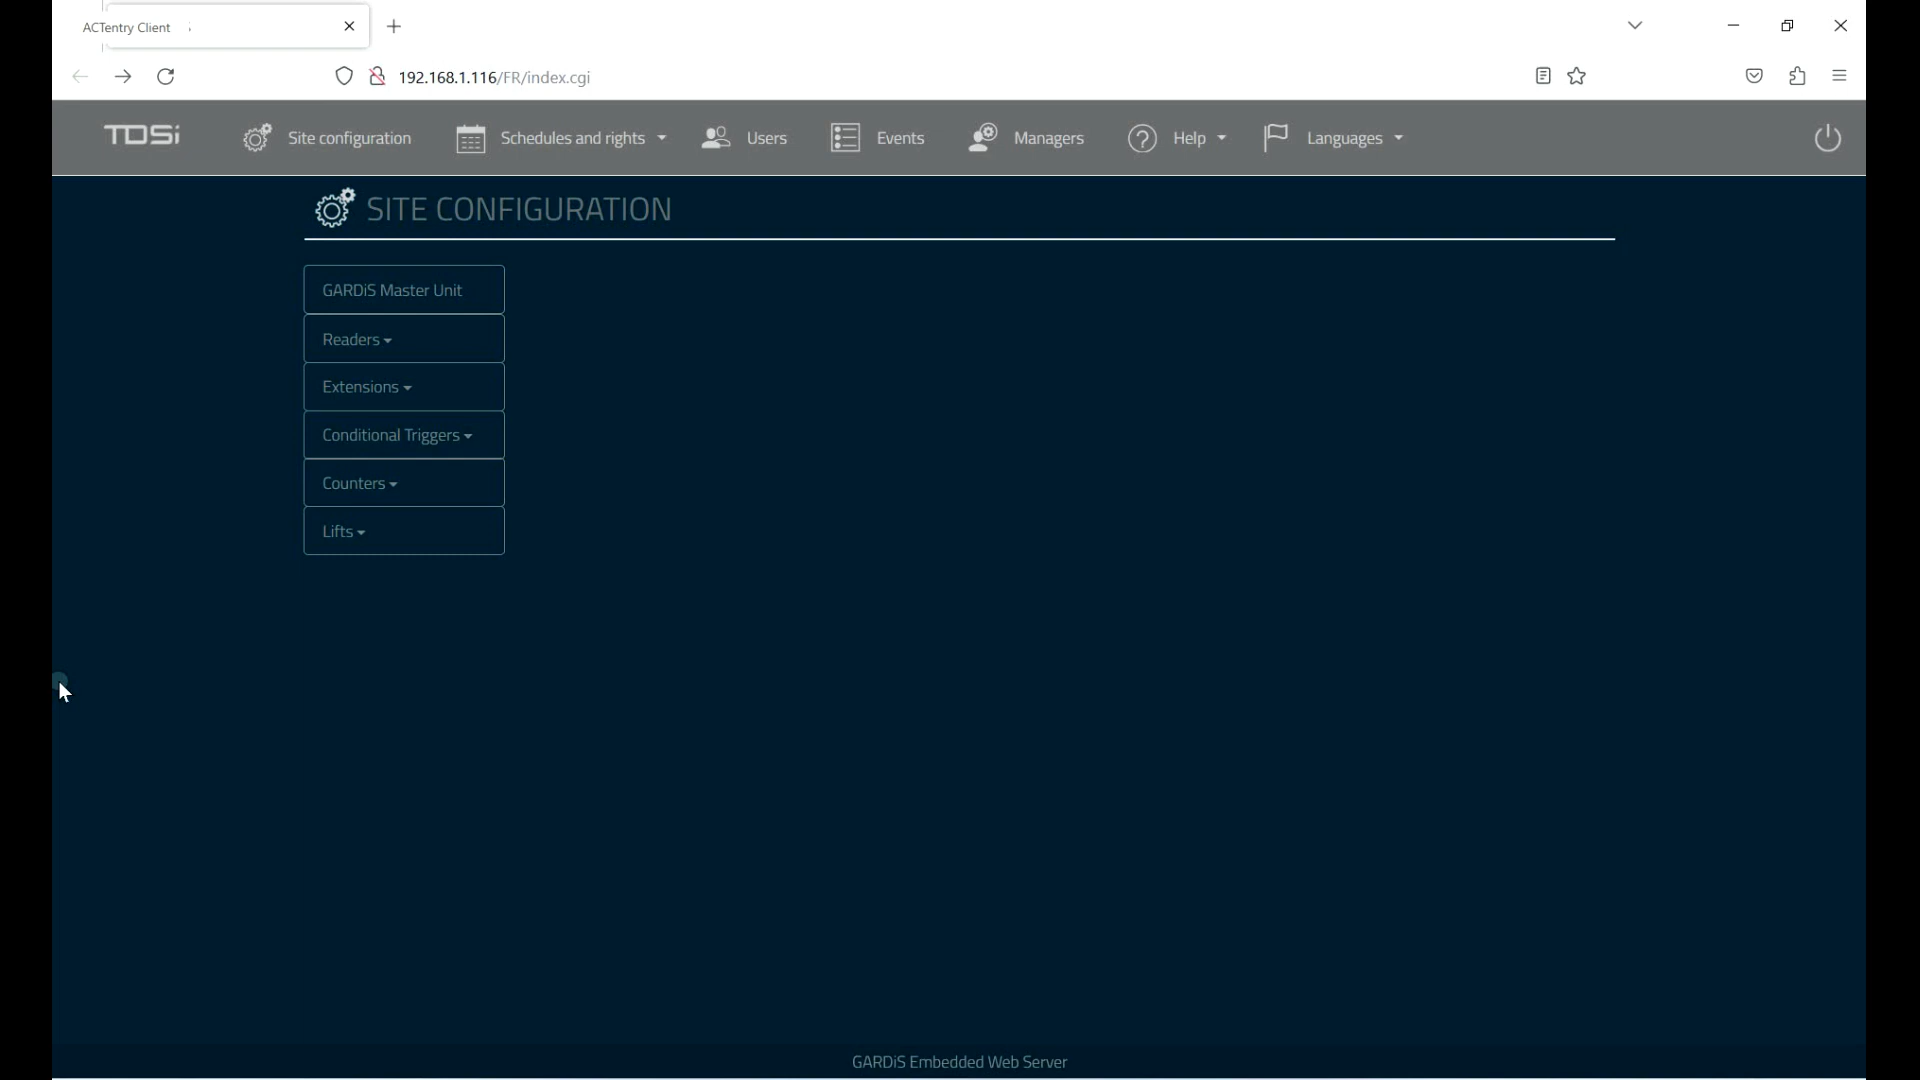 ACTentry Client
192.168.1.116/FR/index.cgi
TDSi Site configuration Schedules and rights Users Events Managers Help Languages
SITE CONFIGURATION
GARDiS Master Unit
Readers
Extensions
Conditional Triggers
Counters
Lifts
GARDiS Embedded Web Server